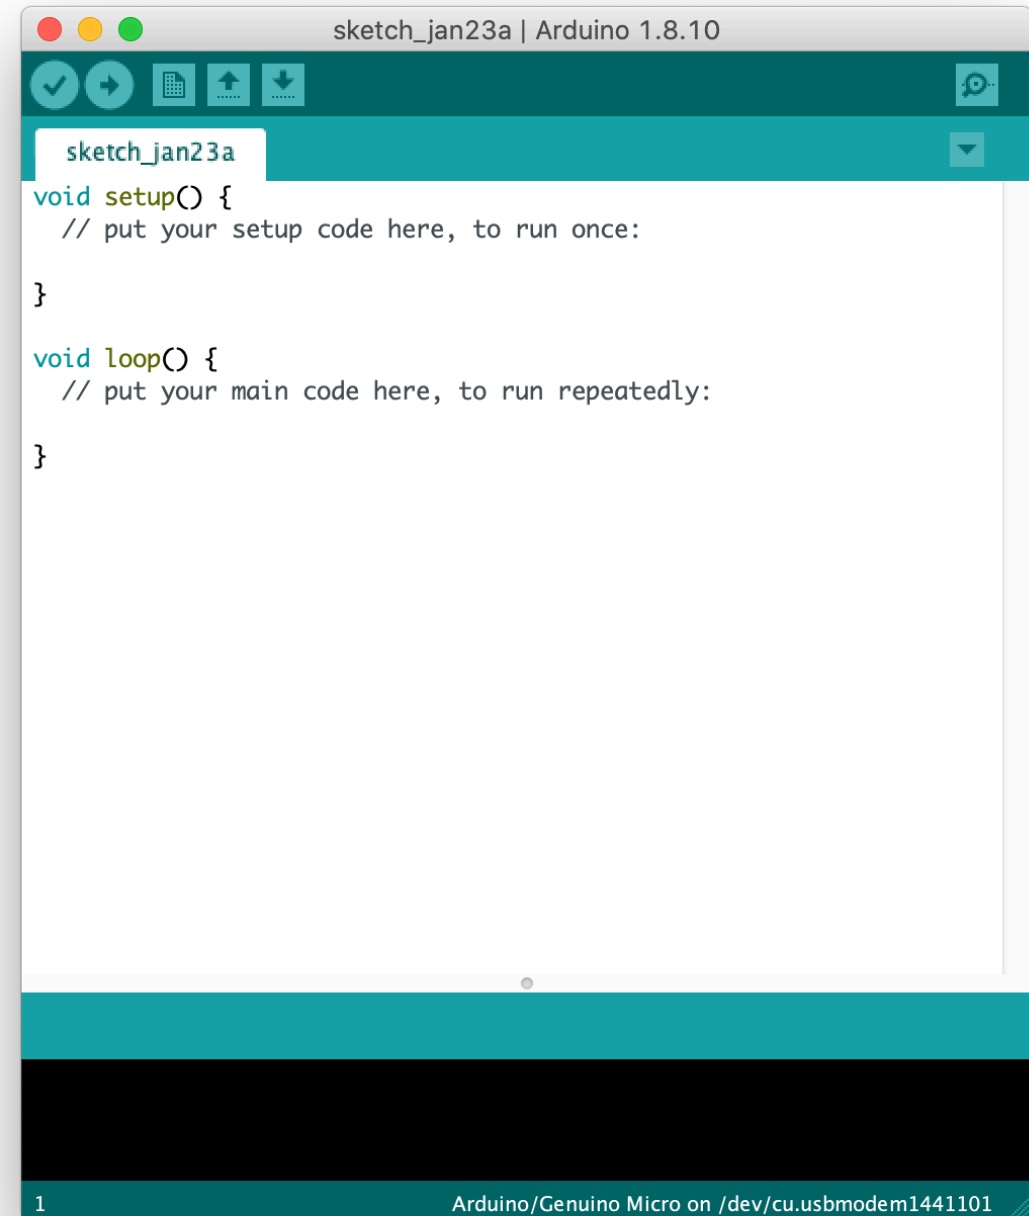 sketch_jan23a | Arduino 1.8.10
sketch_jan23a
void setup() {
  // put your setup code here, to run once:
}
void loop() {
  // put your main code here, to run repeatedly:
}
1
Arduino/Genuino Micro on /dev/cu.usbmodem1441101